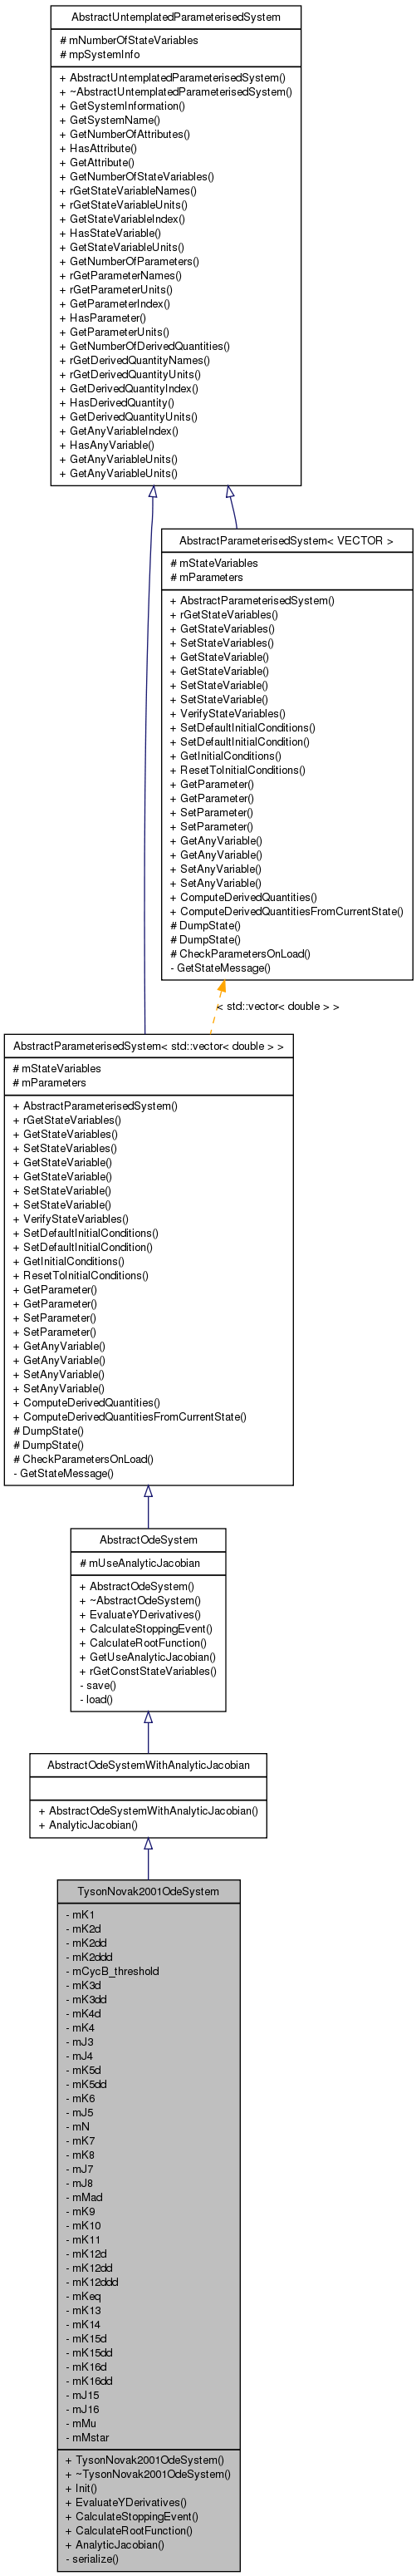 AbstractUntemplatedParameterisedSystem
# mNumberOfStateVariables
# mpSystemInfo
+ AbstractUntemplatedParameterisedSystem()
+ ~AbstractUntemplatedParameterisedSystem()
+ GetSystemInformation()
+ GetSystemName()
+ GetNumberOfAttributes()
+ HasAttribute()
+ GetAttribute()
+ GetNumberOfStateVariables()
+ rGetStateVariableNames()
+ rGetStateVariableUnits()
+ GetStateVariableIndex()
+ HasStateVariable()
+ GetStateVariableUnits()
+ GetNumberOfParameters()
+ rGetParameterNames()
+ rGetParameterUnits()
+ GetParameterIndex()
+ HasParameter()
+ GetParameterUnits()
+ GetNumberOfDerivedQuantities()
+ rGetDerivedQuantityNames()
+ rGetDerivedQuantityUnits()
+ GetDerivedQuantityIndex()
+ HasDerivedQuantity()
+ GetDerivedQuantityUnits()
+ GetAnyVariableIndex()
+ HasAnyVariable()
+ GetAnyVariableUnits()
+ GetAnyVariableUnits()
AbstractParameterisedSystem< VECTOR >
# mStateVariables
# mParameters
+ AbstractParameterisedSystem()
+ rGetStateVariables()
+ GetStateVariables()
+ SetStateVariables()
+ GetStateVariable()
+ GetStateVariable()
+ SetStateVariable()
+ SetStateVariable()
+ VerifyStateVariables()
+ SetDefaultInitialConditions()
+ SetDefaultInitialCondition()
+ GetInitialConditions()
+ ResetToInitialConditions()
+ GetParameter()
+ GetParameter()
+ SetParameter()
+ SetParameter()
+ GetAnyVariable()
+ GetAnyVariable()
+ SetAnyVariable()
+ SetAnyVariable()
+ ComputeDerivedQuantities()
+ ComputeDerivedQuantitiesFromCurrentState()
# DumpState()
# DumpState()
# CheckParametersOnLoad()
- GetStateMessage()
< std::vector< double > >
AbstractParameterisedSystem< std::vector< double > >
# mStateVariables
# mParameters
+ AbstractParameterisedSystem()
+ rGetStateVariables()
+ GetStateVariables()
+ SetStateVariables()
+ GetStateVariable()
+ GetStateVariable()
+ SetStateVariable()
+ SetStateVariable()
+ VerifyStateVariables()
+ SetDefaultInitialConditions()
+ SetDefaultInitialCondition()
+ GetInitialConditions()
+ ResetToInitialConditions()
+ GetParameter()
+ GetParameter()
+ SetParameter()
+ SetParameter()
+ GetAnyVariable()
+ GetAnyVariable()
+ SetAnyVariable()
+ SetAnyVariable()
+ ComputeDerivedQuantities()
+ ComputeDerivedQuantitiesFromCurrentState()
# DumpState()
# DumpState()
# CheckParametersOnLoad()
- GetStateMessage()
AbstractOdeSystem
# mUseAnalyticJacobian
+ AbstractOdeSystem()
+ ~AbstractOdeSystem()
+ EvaluateYDerivatives()
+ CalculateStoppingEvent()
+ CalculateRootFunction()
+ GetUseAnalyticJacobian()
+ rGetConstStateVariables()
- save()
- load()
AbstractOdeSystemWithAnalyticJacobian
+ AbstractOdeSystemWithAnalyticJacobian()
+ AnalyticJacobian()
TysonNovak2001OdeSystem
- mK1
- mK2d
- mK2dd
- mK2ddd
- mCycB_threshold
- mK3d
- mK3dd
- mK4d
- mK4
- mJ3
- mJ4
- mK5d
- mK5dd
- mK6
- mJ5
- mN
- mK7
- mK8
- mJ7
- mJ8
- mMad
- mK9
- mK10
- mK11
- mK12d
- mK12dd
- mK12ddd
- mKeq
- mK13
- mK14
- mK15d
- mK15dd
- mK16d
- mK16dd
- mJ15
- mJ16
- mMu
- mMstar
+ TysonNovak2001OdeSystem()
+ ~TysonNovak2001OdeSystem()
+ Init()
+ EvaluateYDerivatives()
+ CalculateStoppingEvent()
+ CalculateRootFunction()
+ AnalyticJacobian()
- serialize()